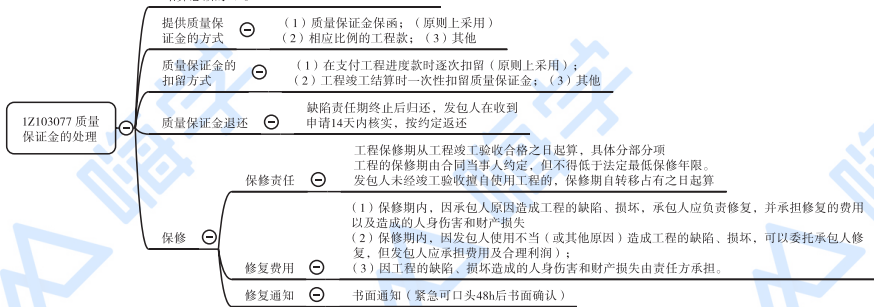 提供质量保
证金的方式
（1）质量保证金保函；（原则上采用）
（2）相应比例的工程款；（3）其他
质量保证金的
扣留方式
（1）在支付工程进度款时逐次扣留（原则上采用）；
（2）工程竣工结算时一次性扣留质量保证金；（3）其他
1Z103077 质量
保证金的处理
质量保证金退还
缺陷责任期终止后归还，发包人在收到
申请14天内核实，按约定返还
保修
保修责任
工程保修期从工程竣工验收合格之日起算，具体分部分项
工程的保修期由合同当事人约定，但不得低于法定最低保修年限。
发包人未经竣工验收擅自使用工程的，保修期自转移占有之日起算
修复费用
（1）保修期内，因承包人原因造成工程的缺陷、损坏，承包人应负责修复，并承担修复的费用
以及造成的人身伤害和财产损失
（2）保修期内，因发包人使用不当（或其他原因）造成工程的缺陷、损坏，可以委托承包人修
复，但发包人应承担费用及合理利润）；
（3）因工程的缺陷、损坏造成的人身伤害和财产损失由责任方承担。
修复通知
书面通知（紧急可口头48h后书面确认）
嗨学
嗨学
嗨学